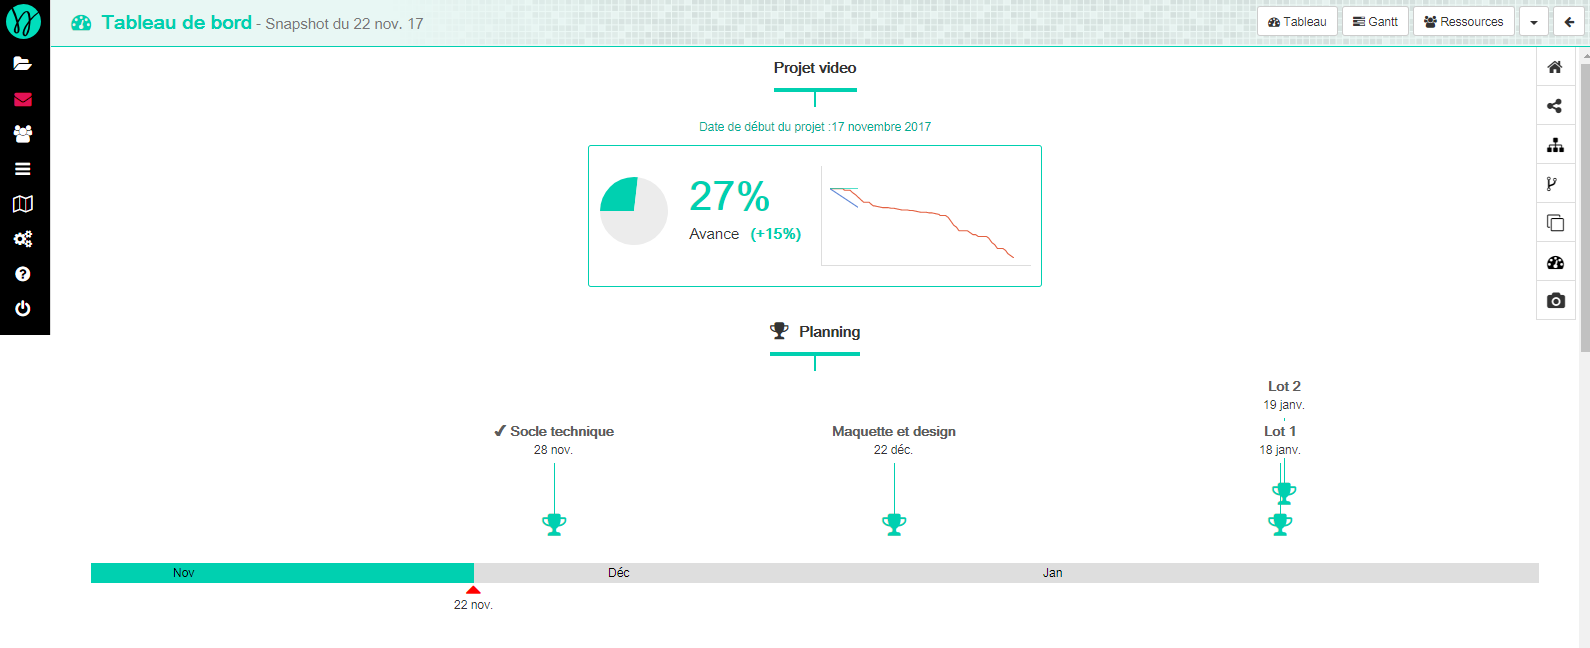 Tableau de bord - Snapshot du 22 nov. 17
Tableau
Gantt
Ressources
Projet video
Date de début du projet :17 novembre 2017
27%
Avance (+15%)
Planning
Lot 2
19 janv.
Socle technique
28 nov.
Maquette et design
22 déc.
Lot 1
18 janv.
Nov
Déc
Jan
22 nov.